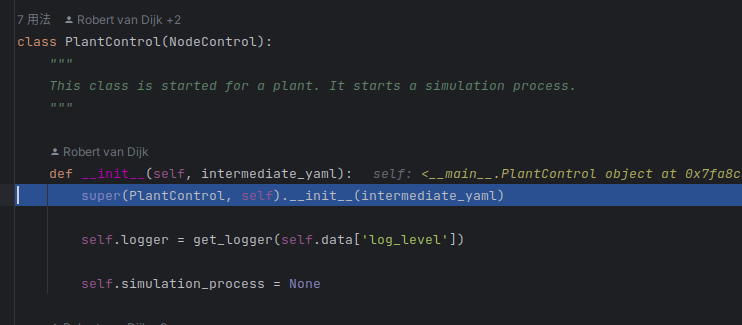 7 用法 Robert van Dijk +2
class PlantControl(NodeControl):
"""
This class is started for a plant. It starts a simulation process.
"""
Robert van Dijk
def __init__(self, intermediate_yaml): self: <__main__.PlantControl object at 0x7fa8c
super(PlantControl, self).__init__(intermediate_yaml)
self.logger = get_logger(self.data['log_level'])
self.simulation_process = None